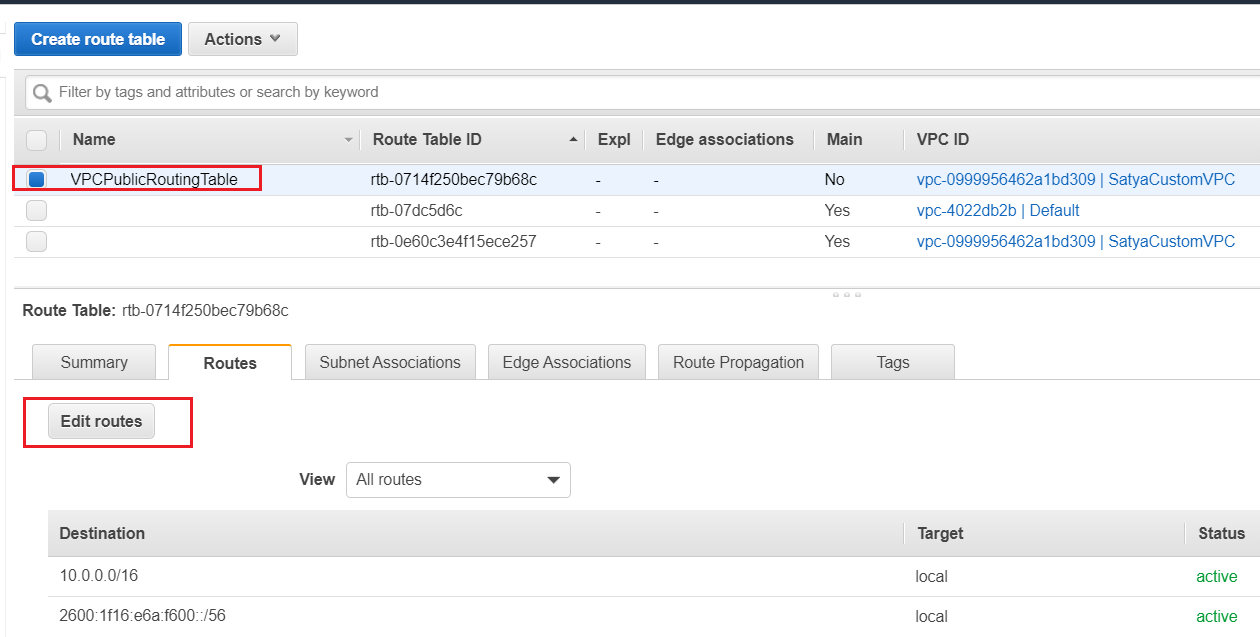 Create route table Actions
Filter by tags and attributes or search by keyword
Name Route Table ID Expl Edge associations Main VPC ID
VPCPublicRoutingTable rtb-0714f250bec79b68c - - No vpc-0999956462a1bd309 | SatyaCustomVPC
rtb-07dc5d6c - - Yes vpc-4022db2b | Default
rtb-0e60c3e4f15ece257 - - Yes vpc-0999956462a1bd309 | SatyaCustomVPC
Route Table: rtb-0714f250bec79b68c
Summary Routes Subnet Associations Edge Associations Route Propagation Tags
Edit routes
View All routes
Destination Target Status
10.0.0.0/16 local active
2600:1f16:e6a:f600::/56 local active